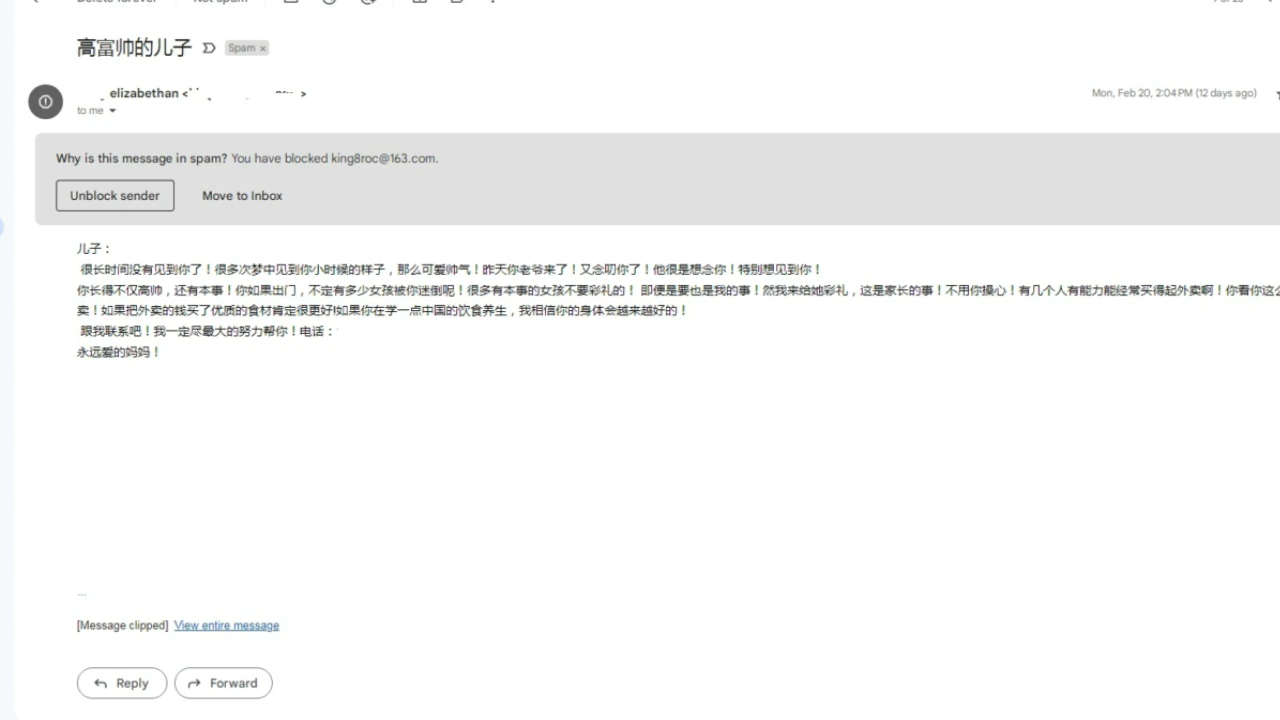 高富帅的儿子 Spam ×
elizabethan < > Mon, Feb 20, 2:04 PM (12 days ago)
to me
Why is this message in spam? You have blocked king8roc@163.com.
Unblock sender Move to Inbox
儿子：
很长时间没有见到你了！很多次梦中见到你小时候的样子，那么可爱帅气！昨天你老爷来了！又念叨你了！他很是想念你！特别想见到你！
你长得不仅高帅，还有本事！你如果出门，不定有多少女孩被你迷倒呢！很多有本事的女孩不要彩礼的！ 即便是要也是我的事！然我来给她彩礼，这是家长的事！不用你操心！有几个人有能力能经常买得起外卖啊！你看你这么
卖！如果把外卖的钱买了优质的食材肯定很更好!如果你在学一点中国的饮食养生，我相信你的身体会越来越好的！
跟我联系吧！我一定尽最大的努力帮你！电话：
永远爱的妈妈！
...
[Message clipped] View entire message
Reply Forward